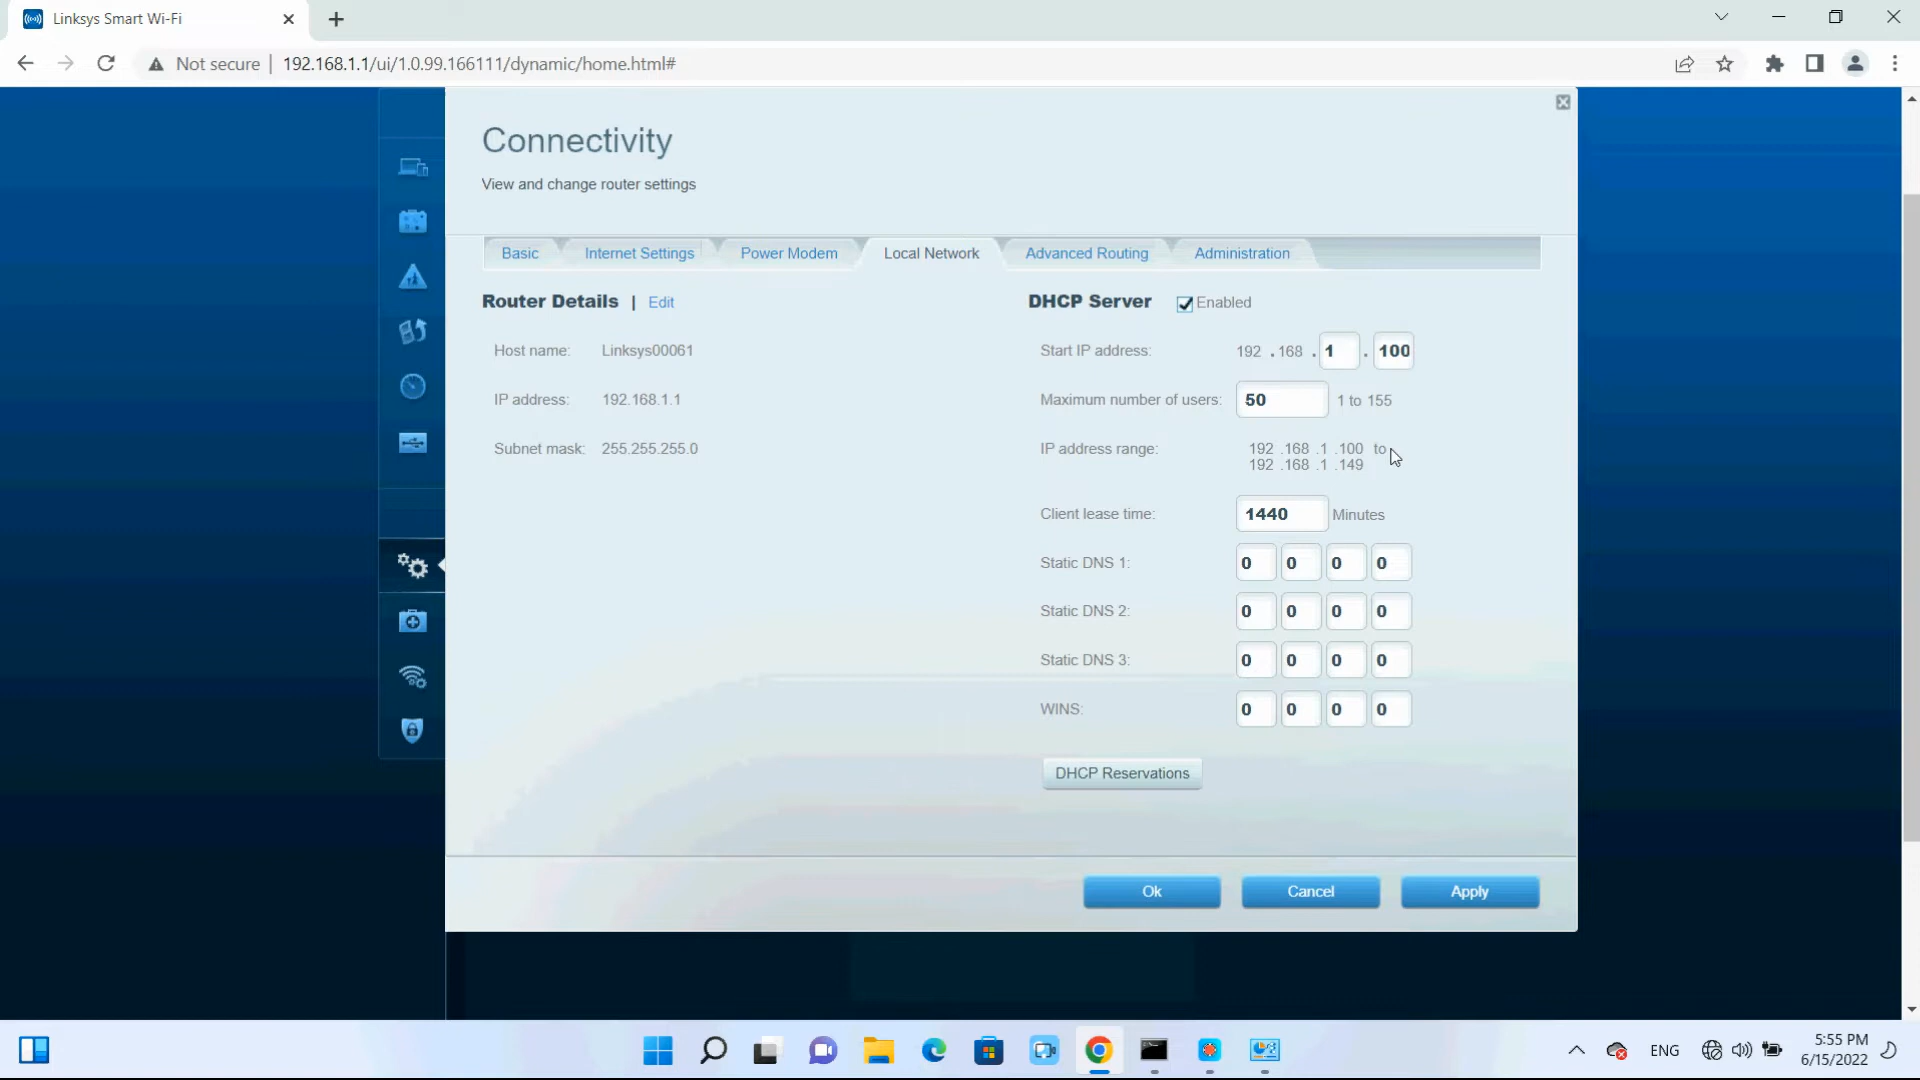 Linksys Smart Wi-Fi
Not secure | 192.168.1.1/ui/1.0.99.166111/dynamic/home.html#
Connectivity
View and change router settings
Basic Internet Settings Power Modem Local Network Advanced Routing Administration
Router Details | Edit
Host name: Linksys00061
IP address: 192.168.1.1
Subnet mask: 255.255.255.0
DHCP Server Enabled
Start IP address: 192 . 168 . 1 . 100
Maximum number of users: 50 1 to 155
IP address range: 192 .168 .1 .100 to
192 .168 .1 .149
Client lease time: 1440 Minutes
Static DNS 1: 0 0 0 0
Static DNS 2: 0 0 0 0
Static DNS 3: 0 0 0 0
WINS: 0 0 0 0
DHCP Reservations
Ok Cancel Apply
ENG
5:55 PM
6/15/2022